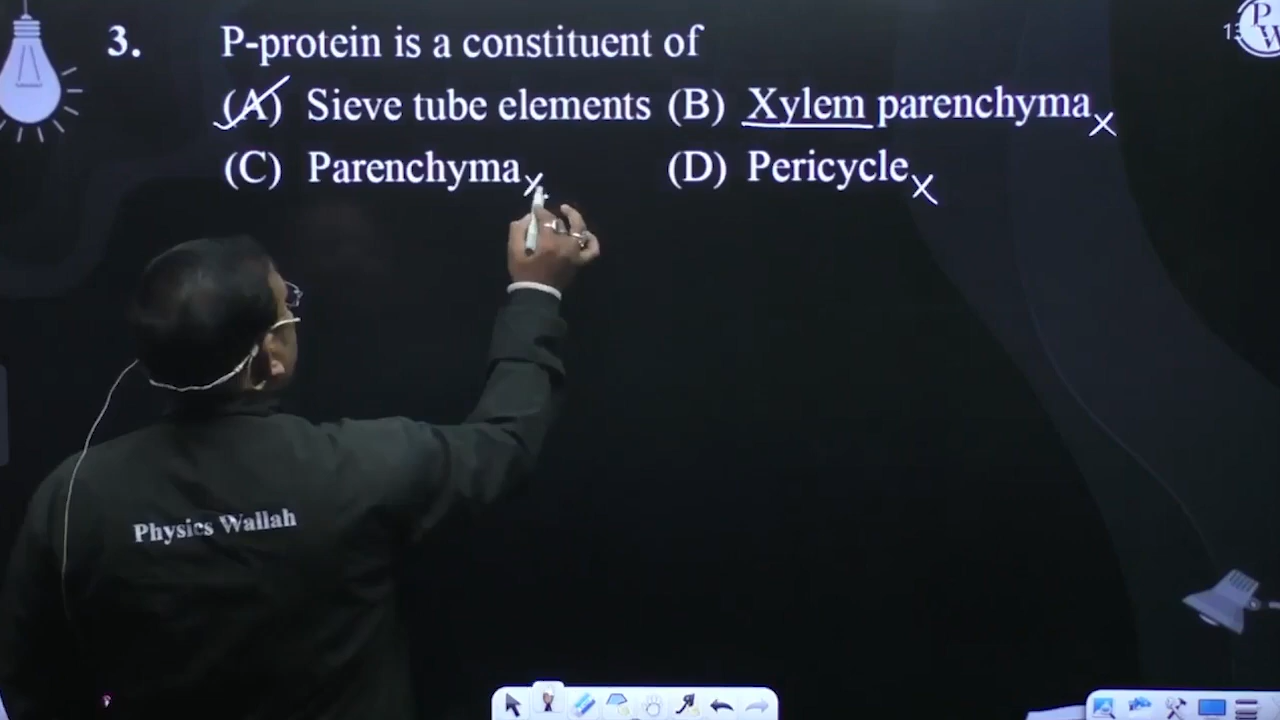 3. P-protein is a constituent of
(A) Sieve tube elements (B) Xylem parenchyma
(C) Parenchyma (D) Pericycle
Physics Wallah